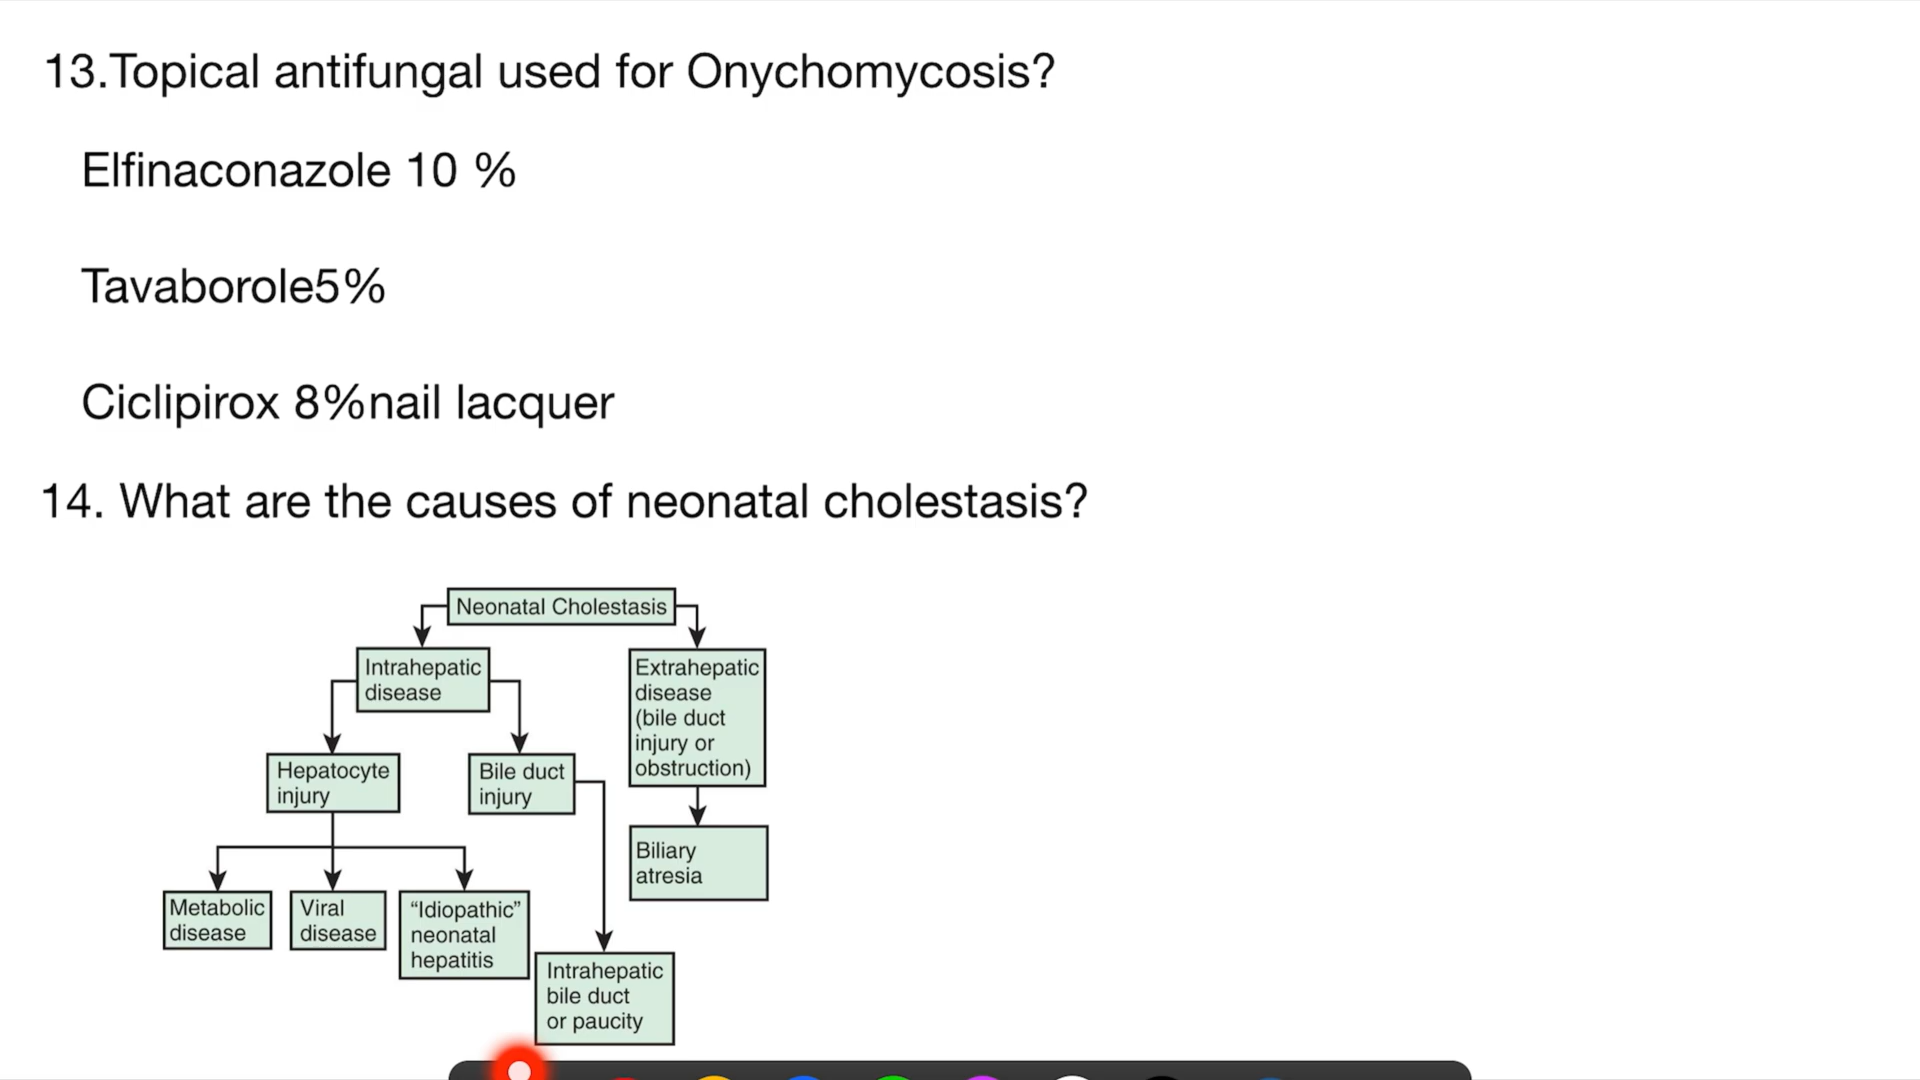 13.Topical antifungal used for Onychomycosis?
Elfinaconazole 10 %
Tavaborole5%
Ciclipirox 8%nail lacquer
14. What are the causes of neonatal cholestasis?
Neonatal Cholestasis
Intrahepatic
disease
Extrahepatic
disease
(bile duct
injury or
obstruction)
Hepatocyte
injury
Bile duct
injury
Biliary
atresia
Metabolic
disease
Viral
disease
“Idiopathic”
neonatal
hepatitis
Intrahepatic
bile duct
or paucity